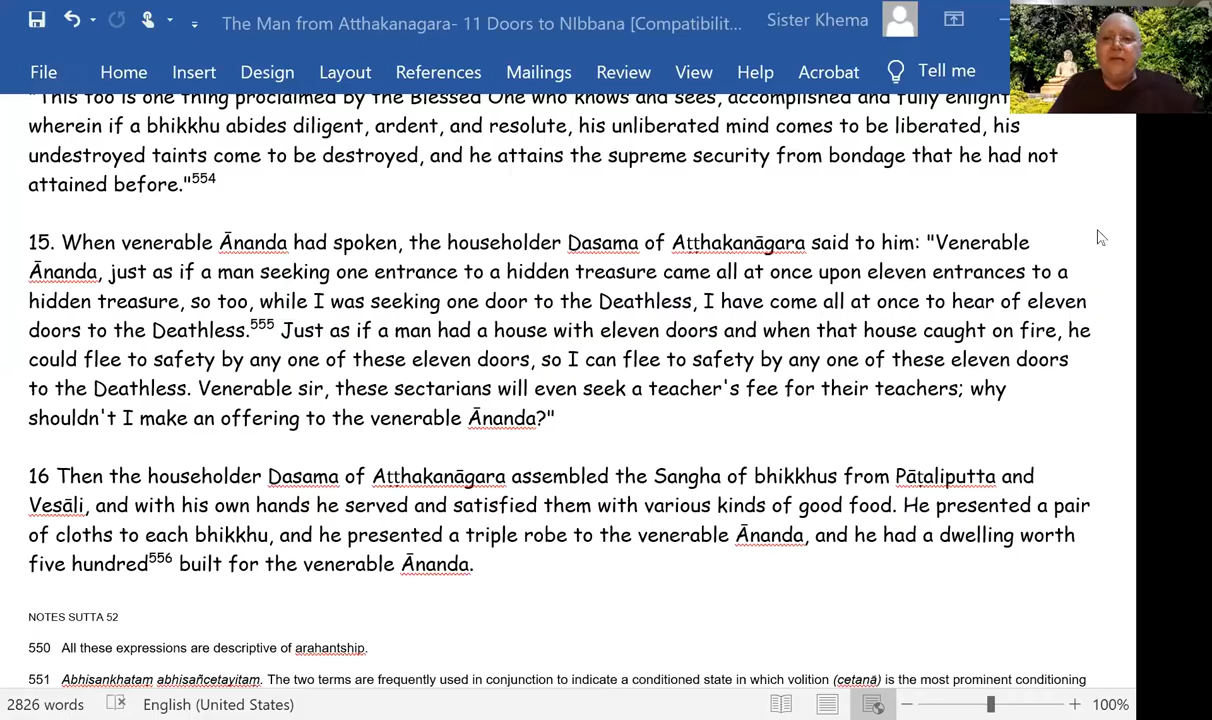 The Man from Atthakanagara- 11 Doors to NIbbana [Compatibilit...
Sister Khema
File Home Insert Design Layout References Mailings Review View Help Acrobat Tell me
"This too is one thing proclaimed by the Blessed One who knows and sees, accomplished and fully enlight
wherein if a bhikkhu abides diligent, ardent, and resolute, his unliberated mind comes to be liberated, his
undestroyed taints come to be destroyed, and he attains the supreme security from bondage that he had not
attained before."554
15. When venerable Ānanda had spoken, the householder Dasama of Aṭṭhakanāgara said to him: "Venerable
Ānanda, just as if a man seeking one entrance to a hidden treasure came all at once upon eleven entrances to a
hidden treasure, so too, while I was seeking one door to the Deathless, I have come all at once to hear of eleven
doors to the Deathless.555 Just as if a man had a house with eleven doors and when that house caught on fire, he
could flee to safety by any one of these eleven doors, so I can flee to safety by any one of these eleven doors
to the Deathless. Venerable sir, these sectarians will even seek a teacher's fee for their teachers; why
shouldn't I make an offering to the venerable Ānanda?"
16 Then the householder Dasama of Aṭṭhakanāgara assembled the Sangha of bhikkhus from Pāṭaliputta and
Vesāli, and with his own hands he served and satisfied them with various kinds of good food. He presented a pair
of cloths to each bhikkhu, and he presented a triple robe to the venerable Ānanda, and he had a dwelling worth
five hundred556 built for the venerable Ānanda.
NOTES SUTTA 52
550 All these expressions are descriptive of arahantship.
551 Abhisankhataṃ abhisañcetayitaṃ. The two terms are frequently used in conjunction to indicate a conditioned state in which volition (cetanā) is the most prominent conditioning
2826 words English (United States) 100%